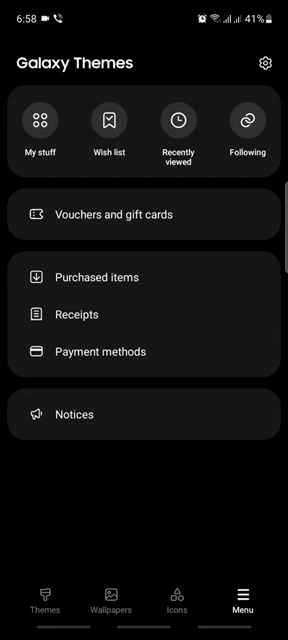 6:58 41%
Galaxy Themes
My stuff Wish list Recently viewed Following
Vouchers and gift cards
Purchased items
Receipts
Payment methods
Notices
Themes Wallpapers Icons Menu